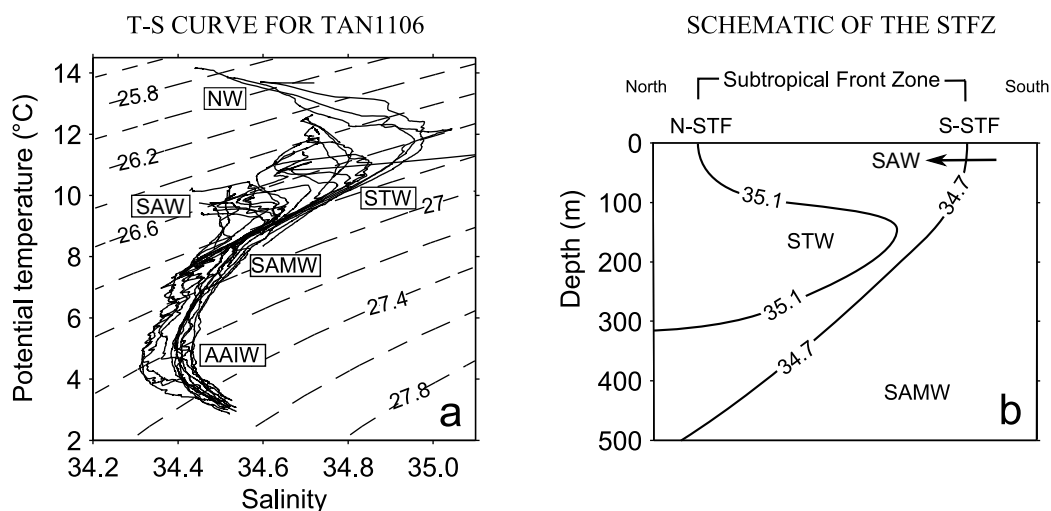 T-S CURVE FOR TAN1106
14
12
10
8
6
4
2
34.2
34.4
34.6
34.8
35.0
Potential temperature (°C)
Salinity
25.8
26.2
26.6
27
27.4
27.8
NW
STW
SAW
SAMW
AAIW
a
SCHEMATIC OF THE STFZ
North
Subtropical Front Zone
South
N-STF
S-STF
0
100
200
300
400
500
Depth (m)
SAW
35.1
34.7
STW
35.1
34.7
SAMW
b